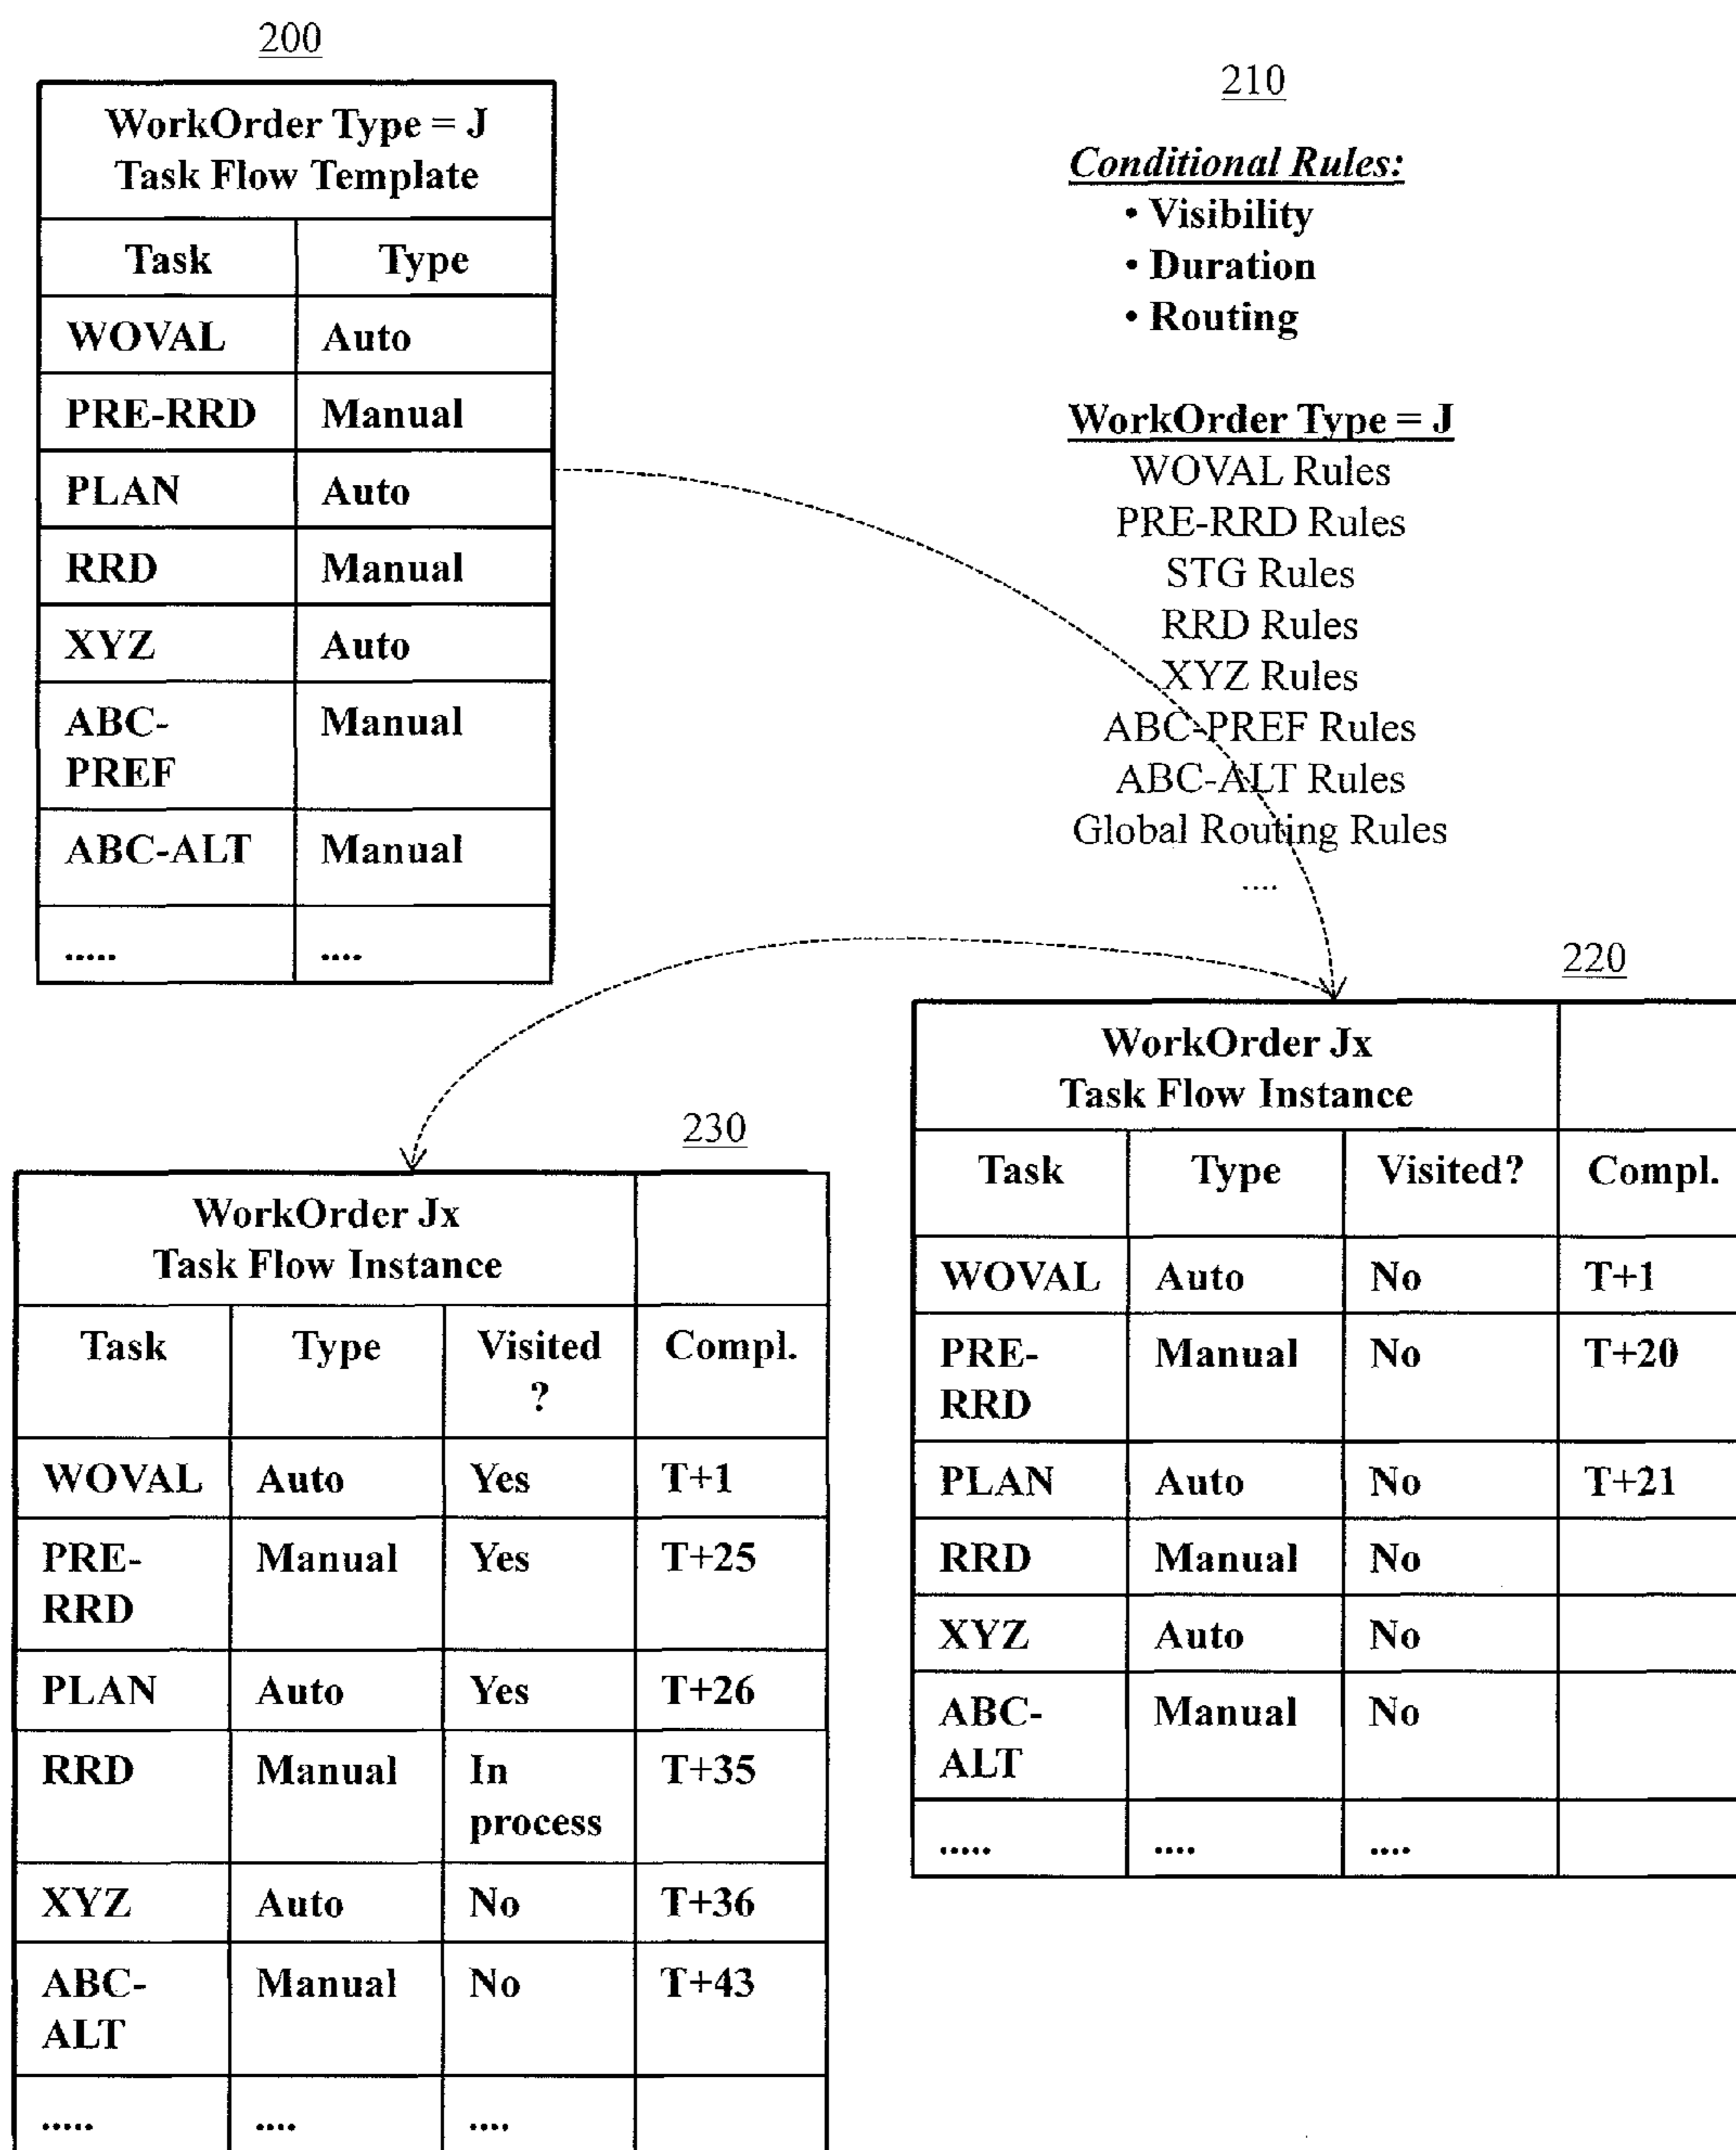 200
WorkOrder Type = J
Task Flow Template
Task Type
WOVAL Auto
PRE-RRD Manual
PLAN Auto
RRD Manual
XYZ Auto
ABC- Manual
PREF
ABC-ALT Manual
..... ....
210
Conditional Rules:
• Visibility
• Duration
• Routing
WorkOrder Type = J
WOVAL Rules
PRE-RRD Rules
STG Rules
RRD Rules
XYZ Rules
ABC-PREF Rules
ABC-ALT Rules
Global Routing Rules
....
220
WorkOrder Jx
Task Flow Instance
Task Type Visited? Compl.
WOVAL Auto No T+1
PRE- Manual No T+20
RRD
PLAN Auto No T+21
RRD Manual No
XYZ Auto No
ABC- Manual No
ALT
..... .... ....
230
WorkOrder Jx
Task Flow Instance
Task Type Visited Compl.
?
WOVAL Auto Yes T+1
PRE- Manual Yes T+25
RRD
PLAN Auto Yes T+26
RRD Manual In T+35
process
XYZ Auto No T+36
ABC- Manual No T+43
ALT
..... .... ....